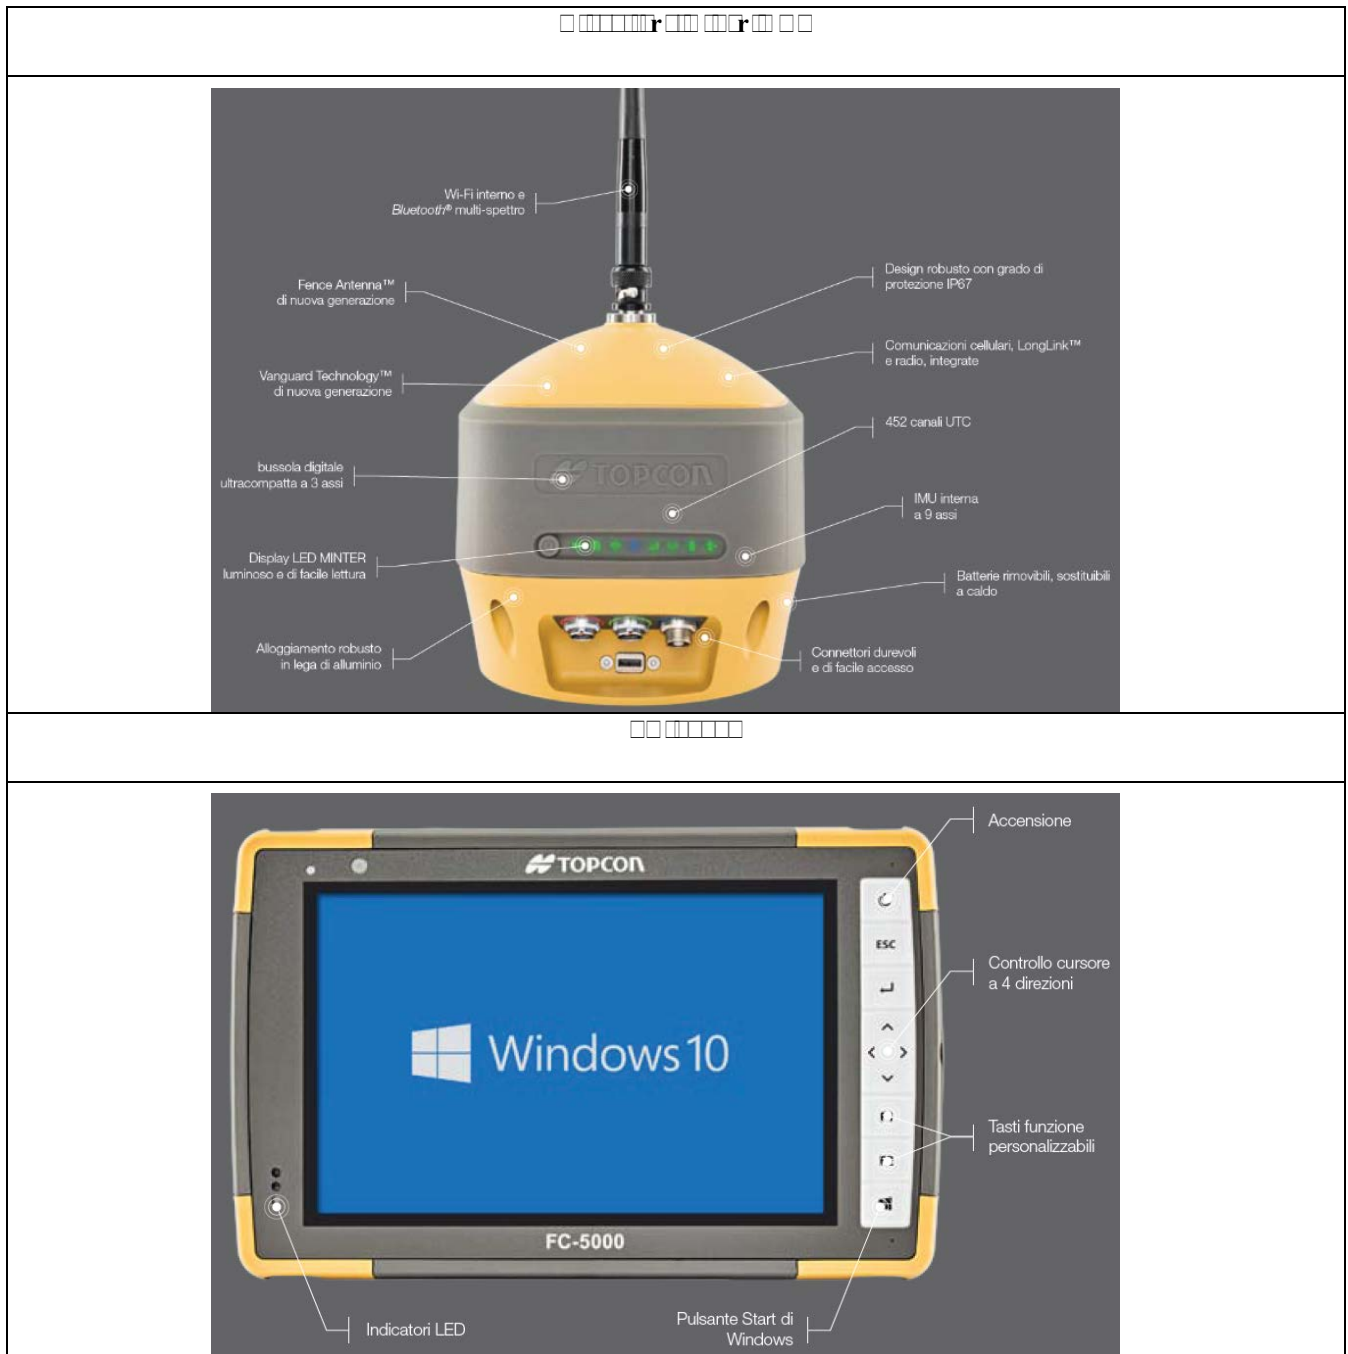 Wi-Fi interno e
Bluetooth® multi-spettro
Fence Antenna™
di nuova generazione
Design robusto con grado di
protezione IP67
Vanguard Technology™
di nuova generazione
Comunicazioni cellulari, LongLink™
e radio, integrate
452 canali UTC
bussola digitale
ultracompatta a 3 assi
TOPCON
IMU interna
a 9 assi
Display LED MINTER
luminoso e di facile lettura
Batterie rimovibili, sostituibili
a caldo
Alloggiamento robusto
in lega di alluminio
Connettori durevoli
e di facile accesso
TOPCON
Accensione
ESC
Controllo cursore
a 4 direzioni
Windows 10
Tasti funzione
personalizzabili
FC-5000
Indicatori LED
Pulsante Start di
Windows